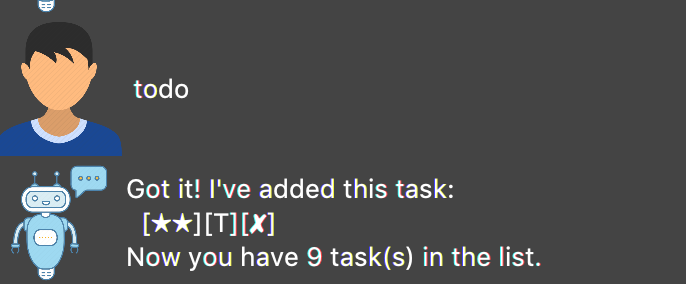 todo
Got it! I've added this task:
[★★][T][✘]
Now you have 9 task(s) in the list.